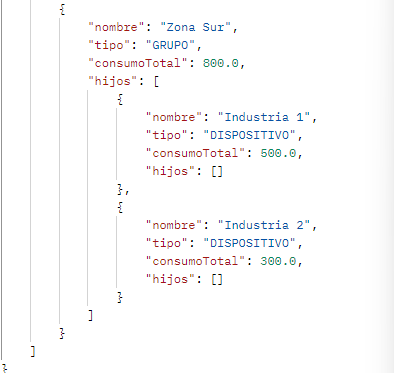 {
"nombre": "Zona Sur",
"tipo": "GRUPO",
"consumoTotal": 800.0,
"hijos": [
{
"nombre": "Industria 1",
"tipo": "DISPOSITIVO",
"consumoTotal": 500.0,
"hijos": []
},
{
"nombre": "Industria 2",
"tipo": "DISPOSITIVO",
"consumoTotal": 300.0,
"hijos": []
}
]
}
]
}